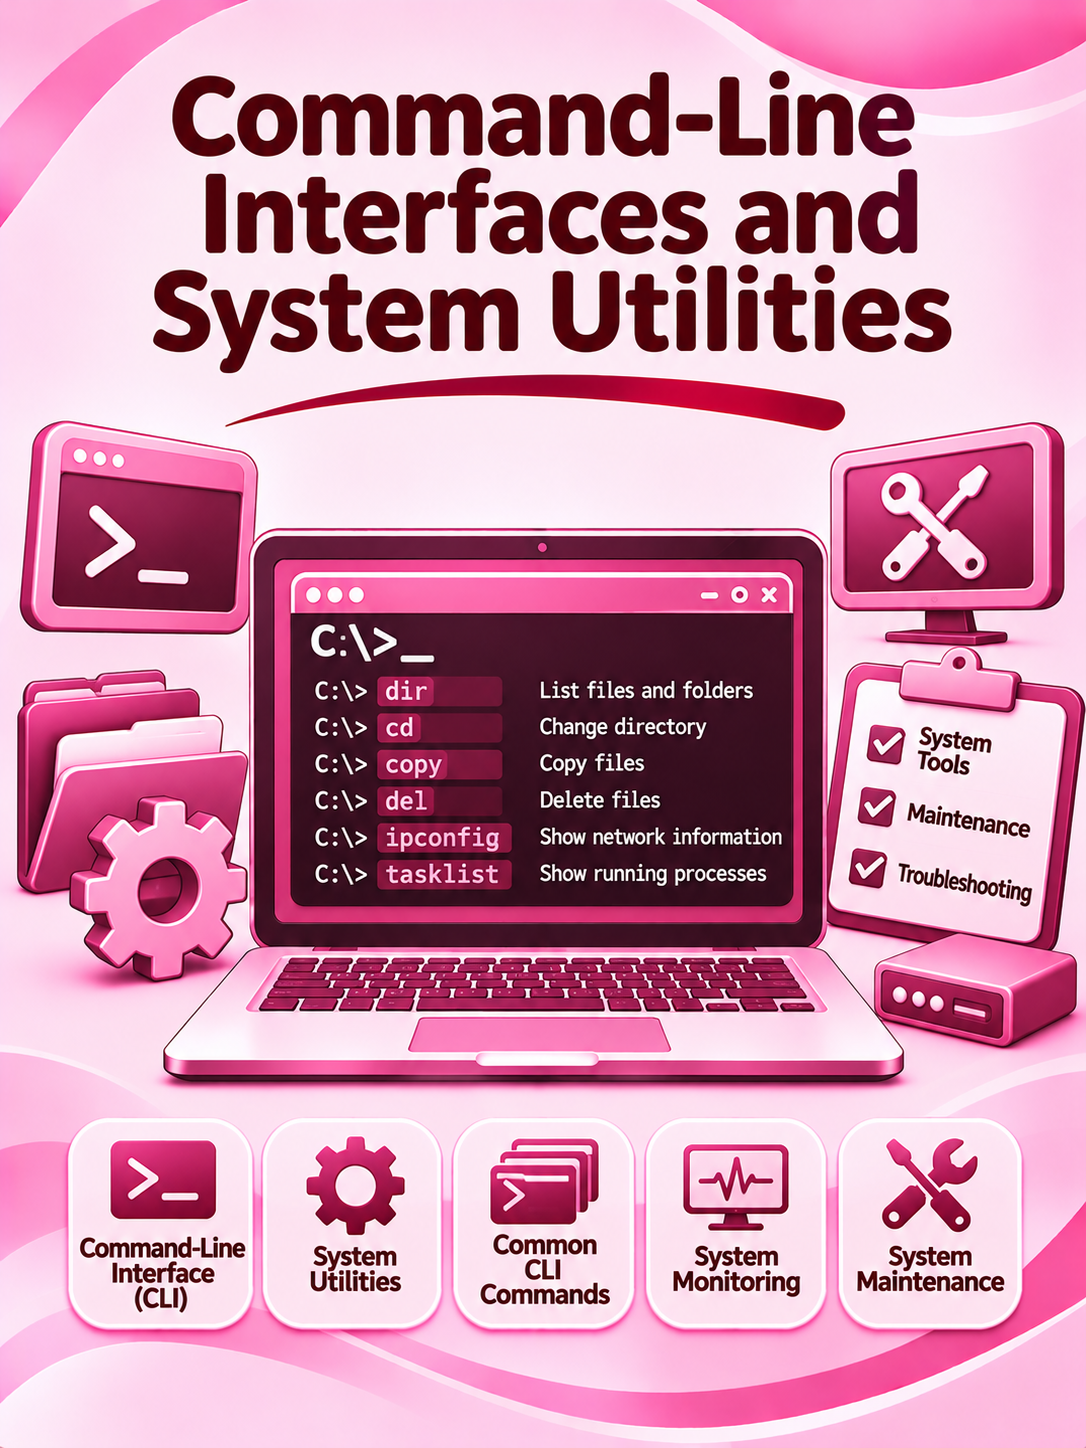 Command-Line
Interfaces and
System Utilities
>_
C:\>_
C:\> dir List files and folders
C:\> cd Change directory
C:\> copy Copy files
C:\> del Delete files
C:\> ipconfig Show network information
C:\> tasklist Show running processes
System
Tools
Maintenance
Troubleshooting
>_
Command-Line
Interface
(CLI)
System
Utilities
>
Common
CLI
Commands
System
Monitoring
System
Maintenance